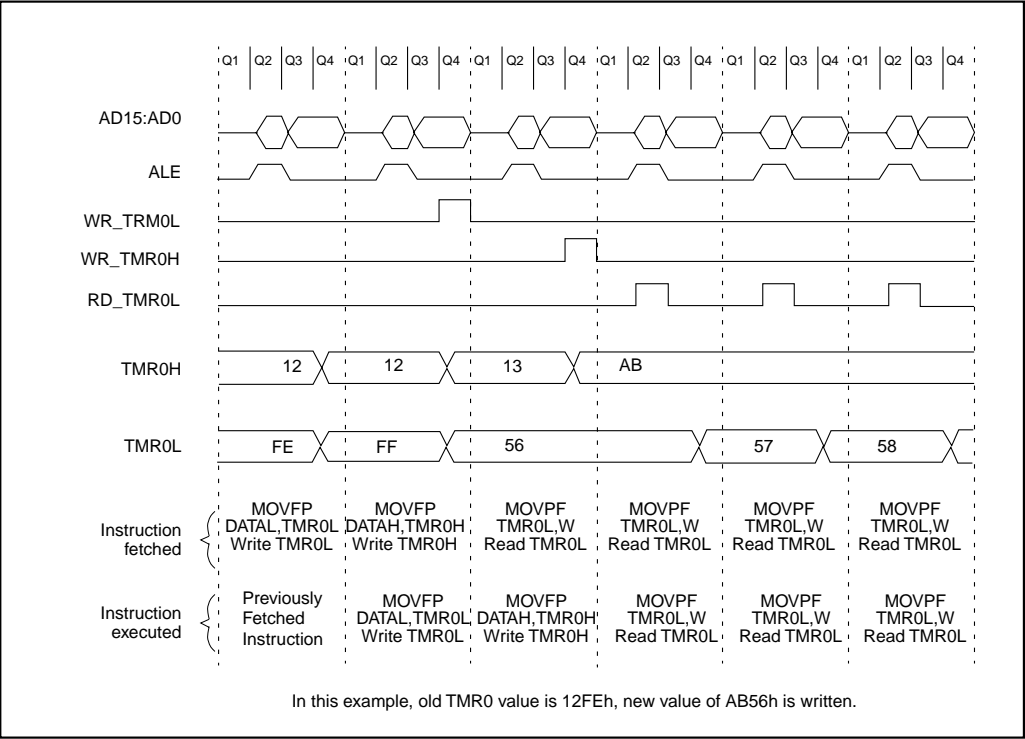 Q1 Q2 Q3 Q4 Q1 Q2 Q3 Q4 Q1 Q2 Q3 Q4 Q1 Q2 Q3 Q4 Q1 Q2 Q3 Q4 Q1 Q2 Q3 Q4
AD15:AD0
ALE
WR_TRM0L
WR_TMR0H
RD_TMR0L
TMR0H 12 12 13 AB
TMR0L FE FF 56 57 58
Instruction fetched
MOVFP
DATAL,TMR0L
Write TMR0L
MOVFP
DATAH,TMR0H
Write TMR0H
MOVPF
TMR0L,W
Read TMR0L
MOVPF
TMR0L,W
Read TMR0L
MOVPF
TMR0L,W
Read TMR0L
MOVPF
TMR0L,W
Read TMR0L
Instruction executed
Previously
Fetched
Instruction
MOVFP
DATAL,TMR0L
Write TMR0L
MOVFP
DATAH,TMR0H
Write TMR0H
MOVPF
TMR0L,W
Read TMR0L
MOVPF
TMR0L,W
Read TMR0L
MOVPF
TMR0L,W
Read TMR0L
In this example, old TMR0 value is 12FEh, new value of AB56h is written.